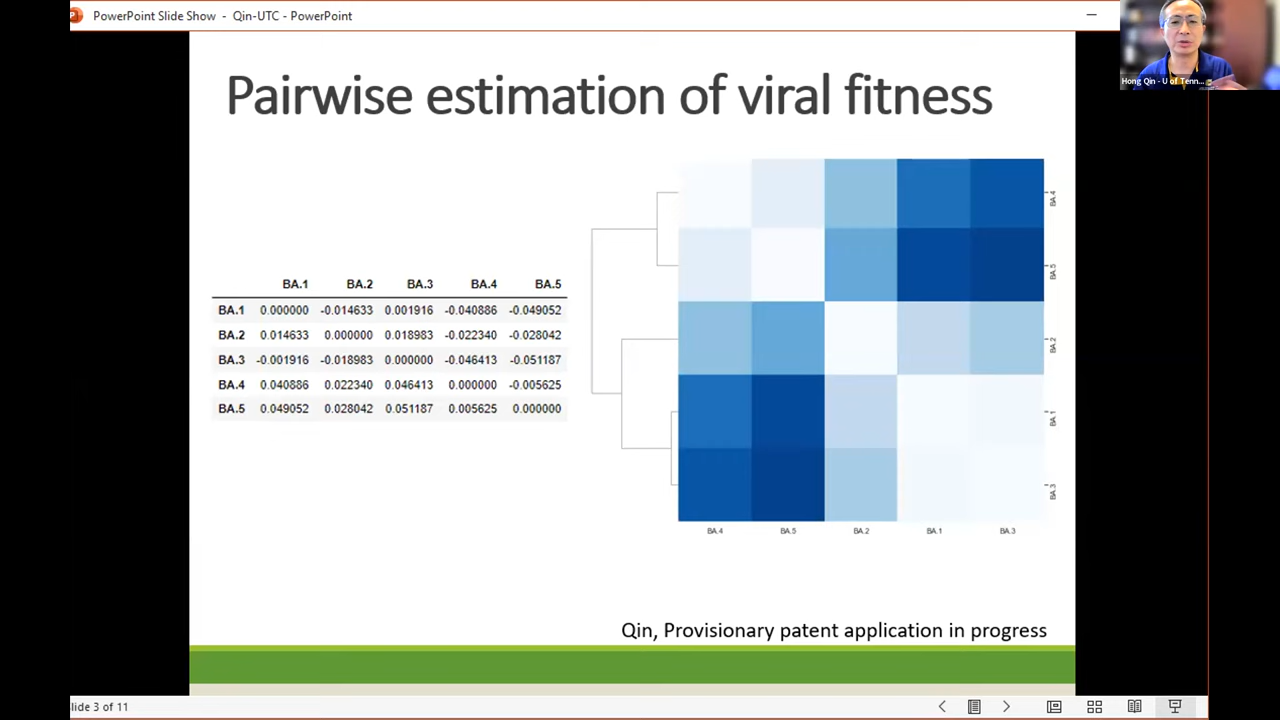 PowerPoint Slide Show - Qin-UTC - PowerPoint
Hong Qin - U of Tenn...
Pairwise estimation of viral fitness
BA.1 BA.2 BA.3 BA.4 BA.5
BA.1 0.000000 -0.014633 0.001916 -0.040886 -0.049052
BA.2 0.014633 0.000000 0.018983 -0.022340 -0.028042
BA.3 -0.001916 -0.018983 0.000000 -0.046413 -0.051187
BA.4 0.040886 0.022340 0.046413 0.000000 -0.005625
BA.5 0.049052 0.028042 0.051187 0.005625 0.000000
BA.4
BA.5
BA.2
BA.1
BA.3
BA.4 BA.5 BA.2 BA.1 BA.3
Qin, Provisionary patent application in progress
lide 3 of 11